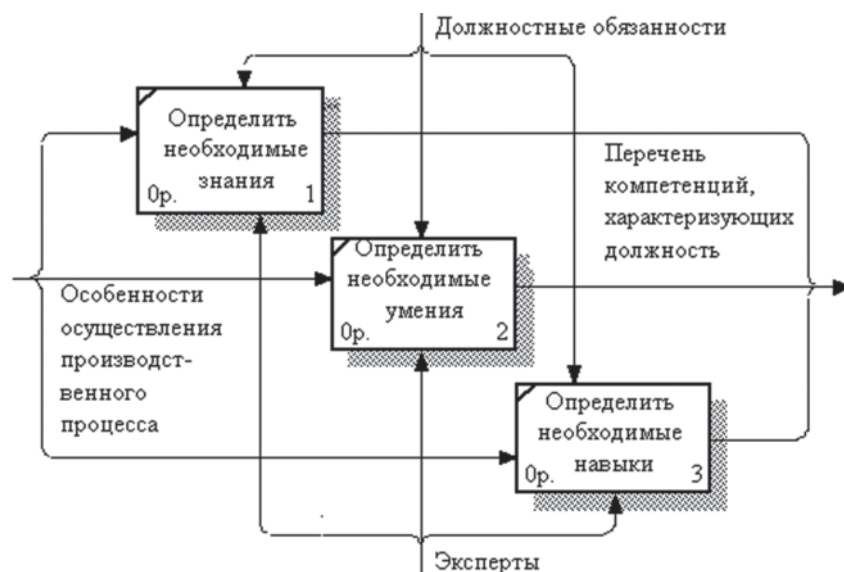 Должностные обязанности
Определить
необходимые
знания
0р. 1
Перечень
компетенций,
характеризующих
должность
Определить
необходимые
умения
0р. 2
Особенности
осуществления
производст-
венного
процесса
Определить
необходимые
навыки
0р. 3
Эксперты